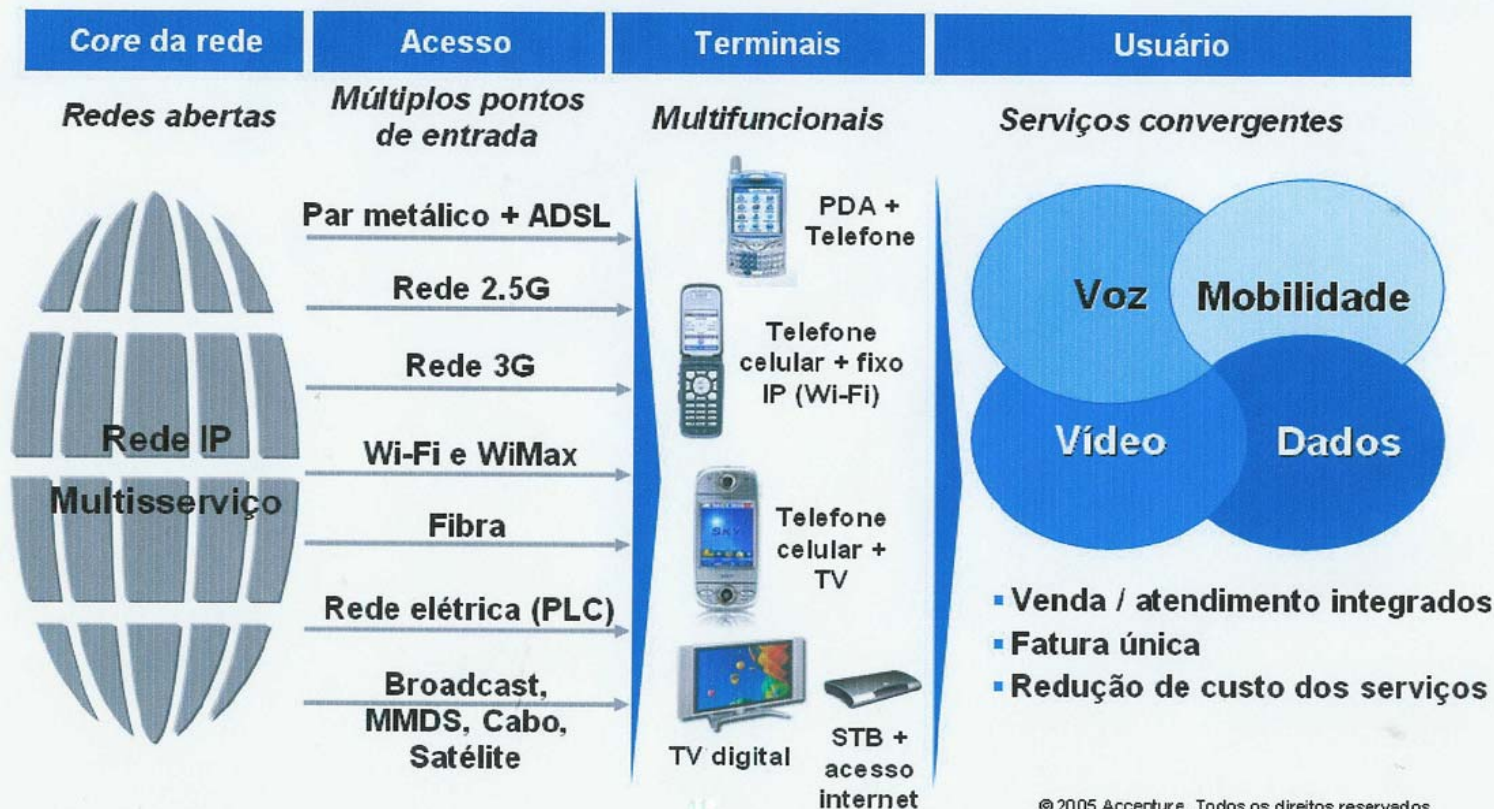 Core da rede
Acesso
Terminais
Usuário
Redes abertas
Múltiplos pontos
de entrada
Multifuncionais
Serviços convergentes
Rede IP
Multisserviço
Par metálico + ADSL
Rede 2.5G
Rede 3G
Wi-Fi e WiMax
Fibra
Rede elétrica (PLC)
Broadcast,
MMDS, Cabo,
Satélite
PDA +
Telefone
Telefone
celular + fixo
IP (Wi-Fi)
Telefone
celular +
TV
SKY
TV digital
STB +
acesso
internet
Voz
Mobilidade
Vídeo
Dados
▪ Venda / atendimento integrados
▪ Fatura única
▪ Redução de custo dos serviços
© 2005 Accenture. Todos os direitos reservados